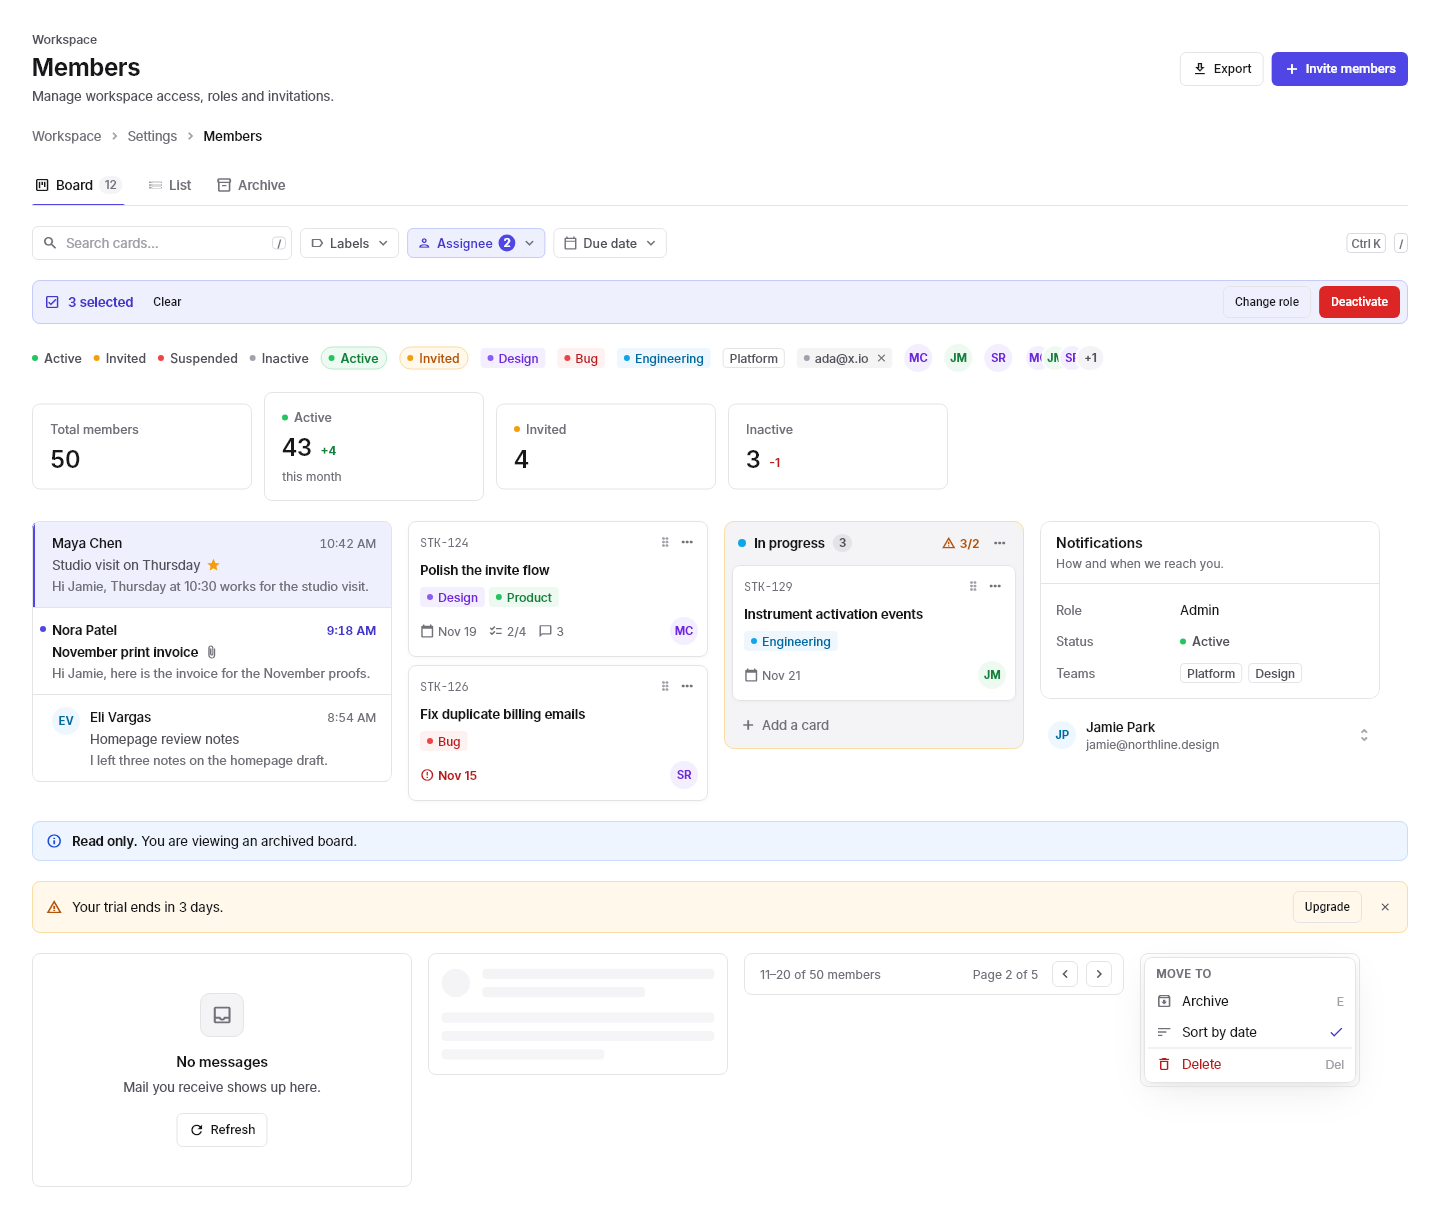 Workspace
Members
Manage workspace access, roles and invitations.
Export
Invite members
Workspace Settings Members
Board 12 List Archive
Search cards... / Labels Assignee 2 Due date Ctrl K /
3 selected Clear Change role Deactivate
Active Invited Suspended Inactive Active Invited Design Bug Engineering Platform ada@x.io MC JM SR +1
Total members
50
Active
43 +4
this month
Invited
4
Inactive
3 -1
Maya Chen 10:42 AM
Studio visit on Thursday
Hi Jamie, Thursday at 10:30 works for the studio visit.
Nora Patel 9:18 AM
November print invoice
Hi Jamie, here is the invoice for the November proofs.
EV Eli Vargas 8:54 AM
Homepage review notes
I left three notes on the homepage draft.
STK-124
Polish the invite flow
Design Product
Nov 19 2/4 3 MC
STK-126
Fix duplicate billing emails
Bug
Nov 15 SR
In progress 3 3/2
STK-129
Instrument activation events
Engineering
Nov 21 JM
Add a card
Notifications
How and when we reach you.
Role Admin
Status Active
Teams Platform Design
JP Jamie Park
jamie@northline.design
Read only. You are viewing an archived board.
Your trial ends in 3 days. Upgrade
No messages
Mail you receive shows up here.
Refresh
11–20 of 50 members Page 2 of 5
MOVE TO
Archive E
Sort by date
Delete Del